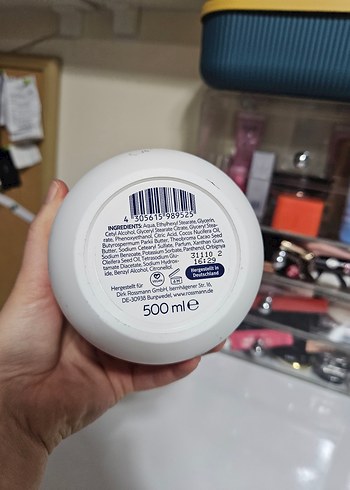 4 305615 989525
INGREDIENTS: Aqua, Ethylhexyl Stearate, Glycerin,
Cetyl Alcohol, Glyceryl Stearate Citrate, Glyceryl Stea-
rate, Phenoxyethanol, Citric Acid, Cocos Nucifera Oil,
Butyrospermum Parkii Butter, Theobroma Cacao Seed
Butter, Sodium Cetearyl Sulfate, Parfum, Xanthan Gum,
Sodium Benzoate, Potassium Sorbate, Panthenol, Orbignya
Oleifera Seed Oil, Tetrasodium Glu-
tamate Diacetate, Sodium Hydrox-
ide, Benzyl Alcohol, Citronellol
31110 2
16:29
Hergestellt in
Deutschland
Hergestellt für
Dirk Rossmann GmbH, Isernhägener Str. 16,
DE-30938 Burgwedel, www.rossmann.de
500 ml ℮